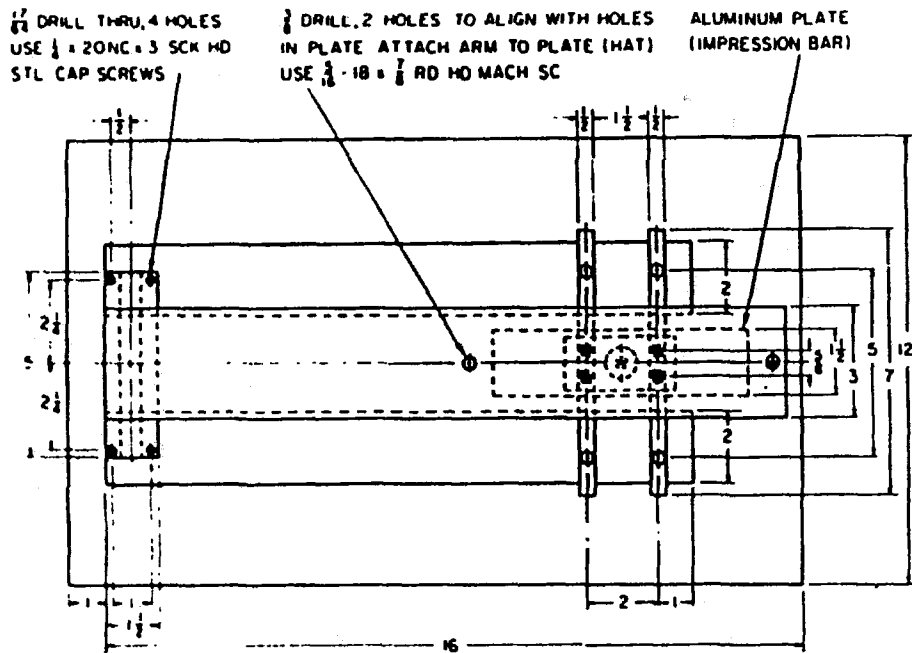 17/64 DRILL THRU, 4 HOLES
USE 1/4 x 20NC x 3 SCK HD
STL CAP SCREWS
3/8 DRILL, 2 HOLES TO ALIGN WITH HOLES
IN PLATE ATTACH ARM TO PLATE (HAT)
USE 5/16 - 18 x 7/8 RD HD MACH SC
ALUMINUM PLATE
(IMPRESSION BAR)
1/2
1/2 1 1/2 1/2
2 1/2
5
2 1/2
2
1 1/2
3
5
7
12
2
1 1 2 1
1 1/2
16